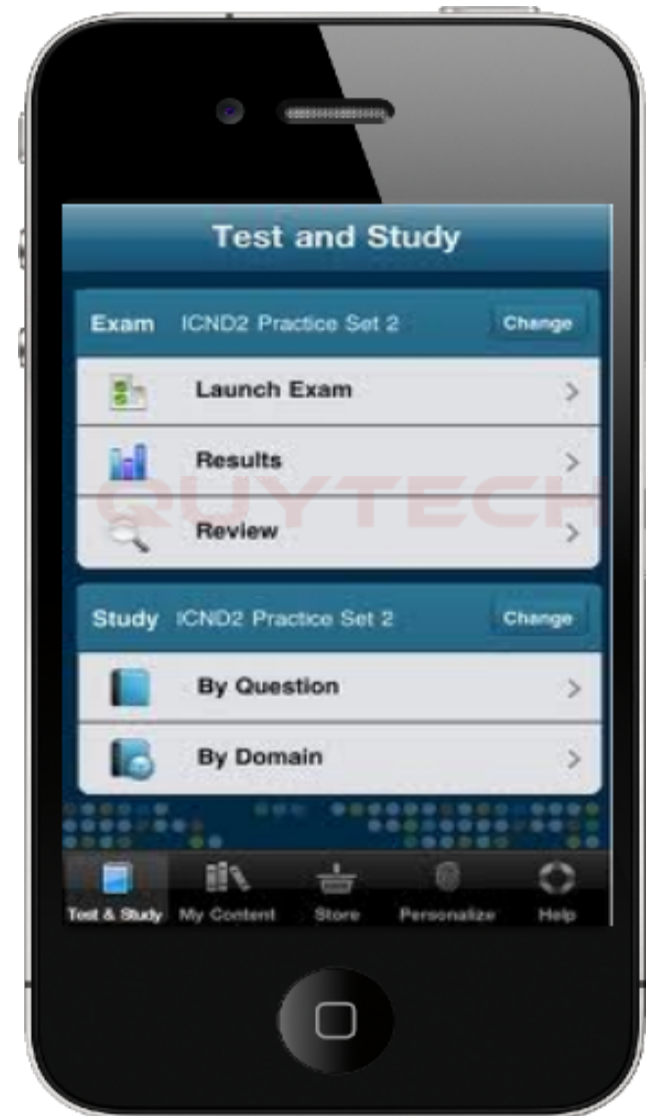 Test and Study
Exam ICND2 Practice Set 2 Change
Launch Exam
Results
QUYTECH
Review
Study ICND2 Practice Set 2 Change
By Question
By Domain
Test & Study My Content Store Personalize Help